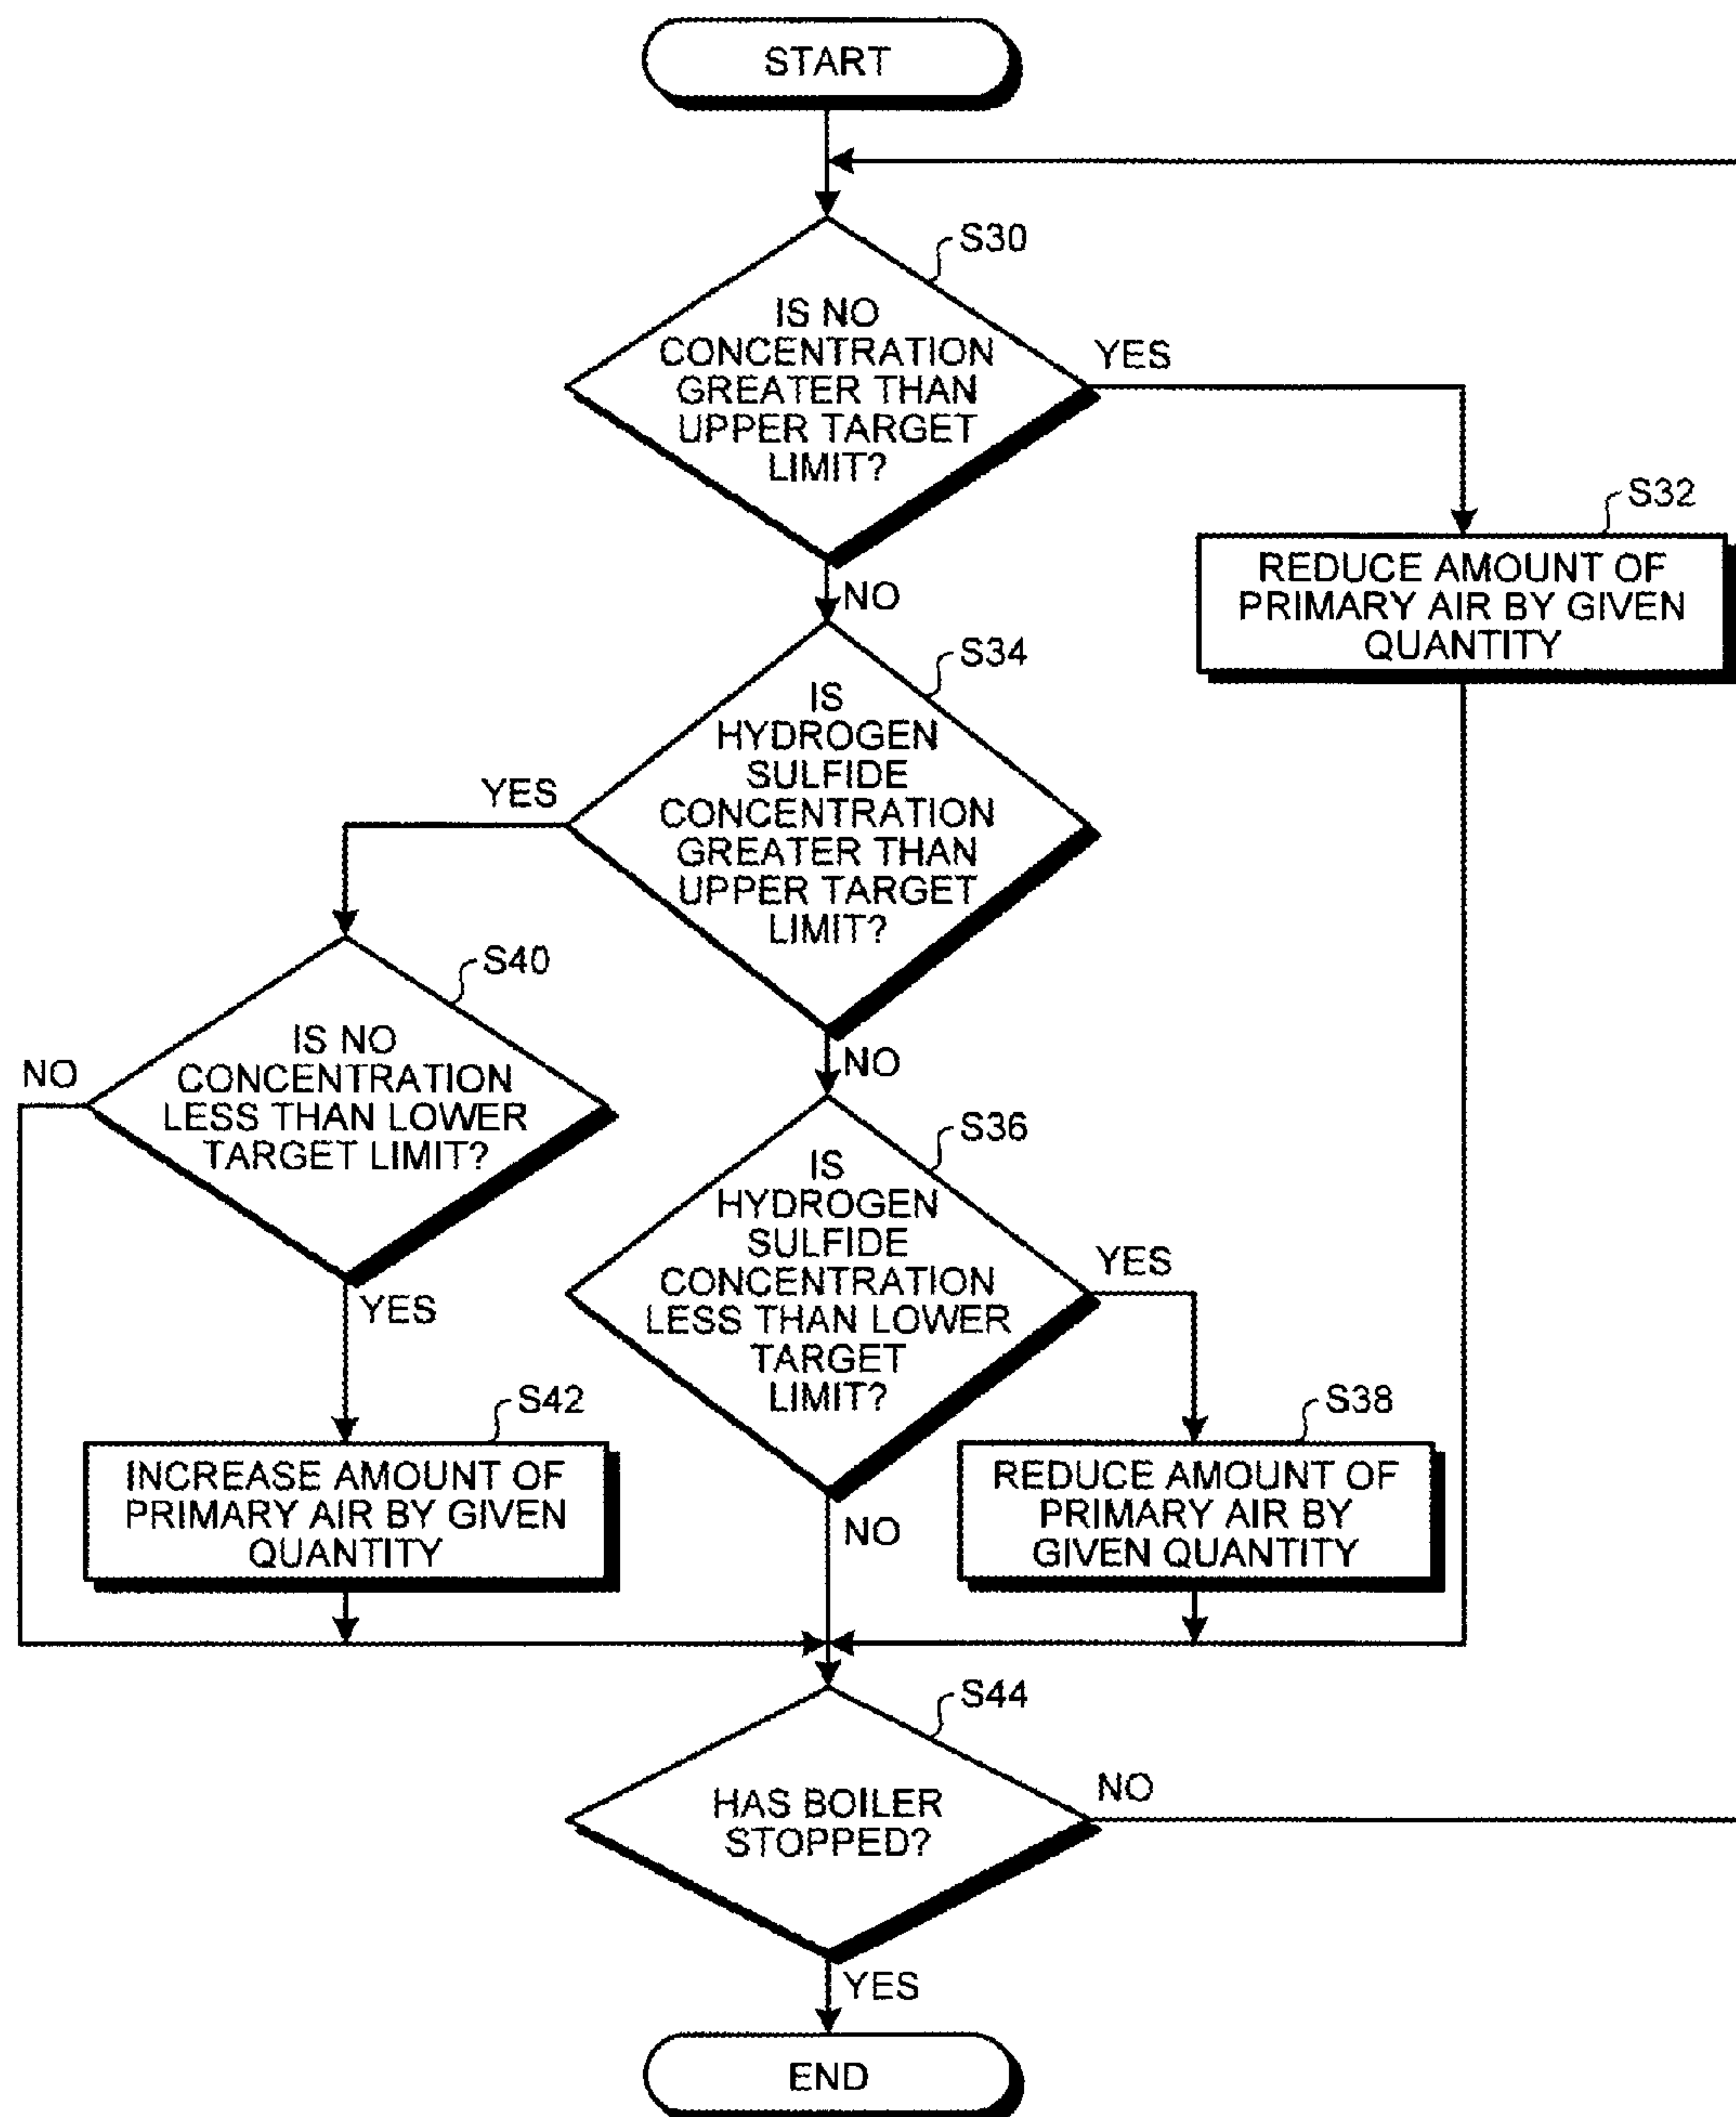 START
S30
IS NO
CONCENTRATION
GREATER THAN
UPPER TARGET
LIMIT?
YES
S32
REDUCE AMOUNT OF
PRIMARY AIR BY GIVEN
QUANTITY
NO
S34
IS
HYDROGEN
SULFIDE
CONCENTRATION
GREATER THAN
UPPER TARGET
LIMIT?
YES
S40
IS NO
CONCENTRATION
LESS THAN LOWER
TARGET LIMIT?
NO
NO
S36
IS
HYDROGEN
SULFIDE
CONCENTRATION
LESS THAN LOWER
TARGET
LIMIT?
YES
YES
S42
INCREASE AMOUNT OF
PRIMARY AIR BY GIVEN
QUANTITY
S38
REDUCE AMOUNT OF
PRIMARY AIR BY
GIVEN QUANTITY
NO
S44
HAS BOILER
STOPPED?
NO
YES
END